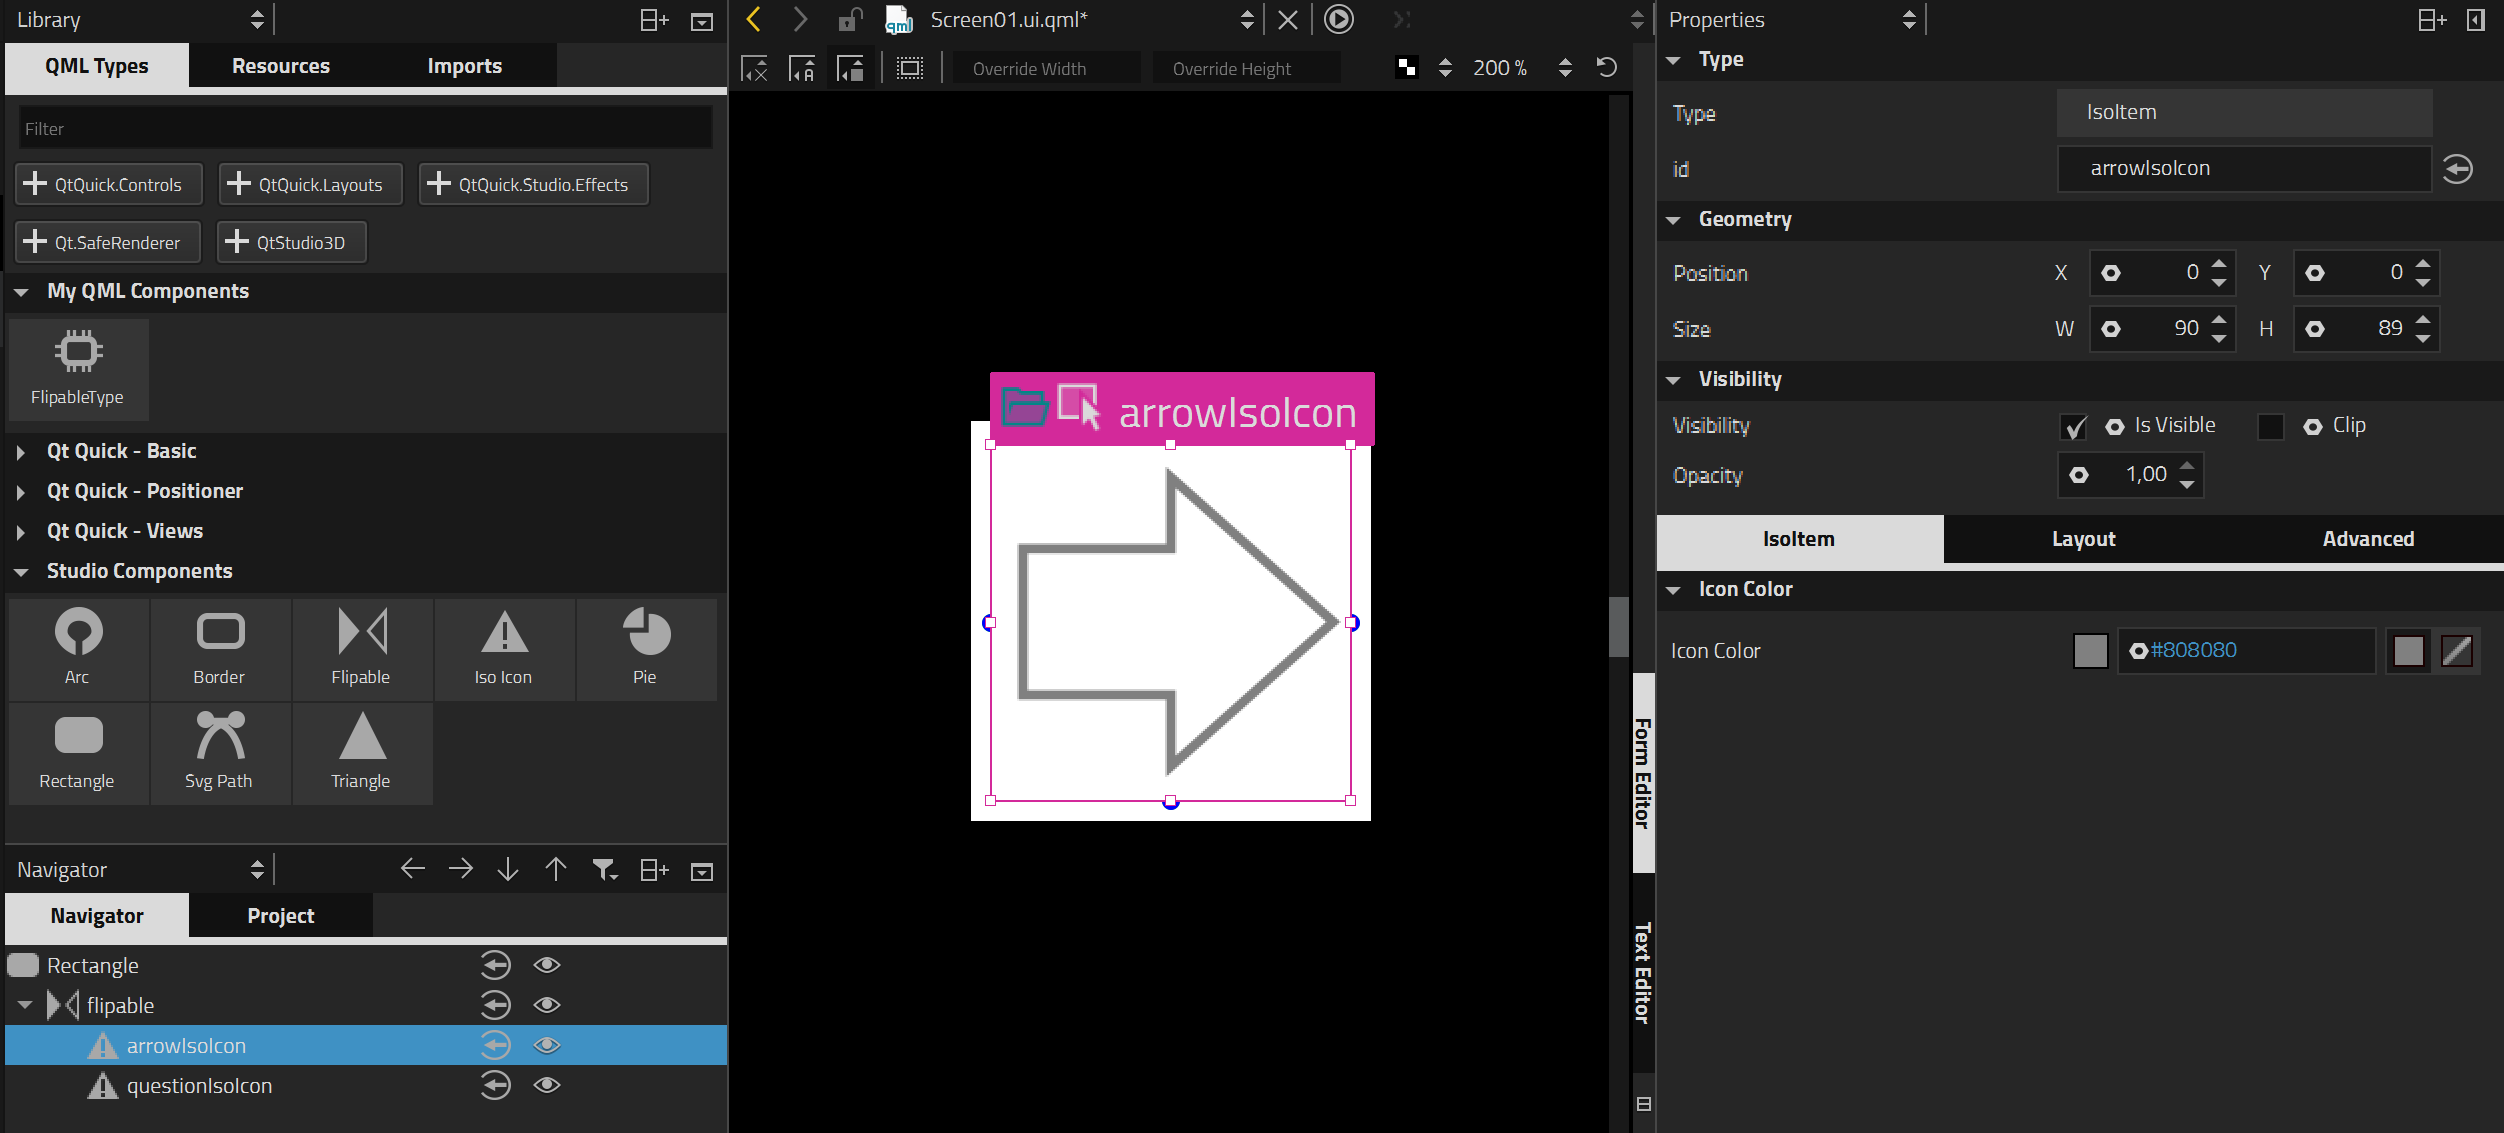 Library
QML Types Resources Imports
Filter
QtQuick.Controls QtQuick.Layouts QtQuick.Studio.Effects
Qt.SafeRenderer QtStudio3D
My QML Components
FlipableType
Qt Quick - Basic
Qt Quick - Positioner
Qt Quick - Views
Studio Components
Arc Border Flipable Iso Icon Pie
Rectangle Svg Path Triangle
Navigator
Navigator Project
Rectangle
flipable
arrowIsoIcon
questionIsoIcon
qml Screen01.ui.qml*
A Override Width Override Height 200 %
arrowIsoIcon
Form Editor
Text Editor
Properties
Type
Type IsoItem
id arrowIsoIcon
Geometry
Position X 0 Y 0
Size W 90 H 89
Visibility
Visibility Is Visible Clip
Opacity 1,00
IsoItem Layout Advanced
Icon Color
Icon Color #808080